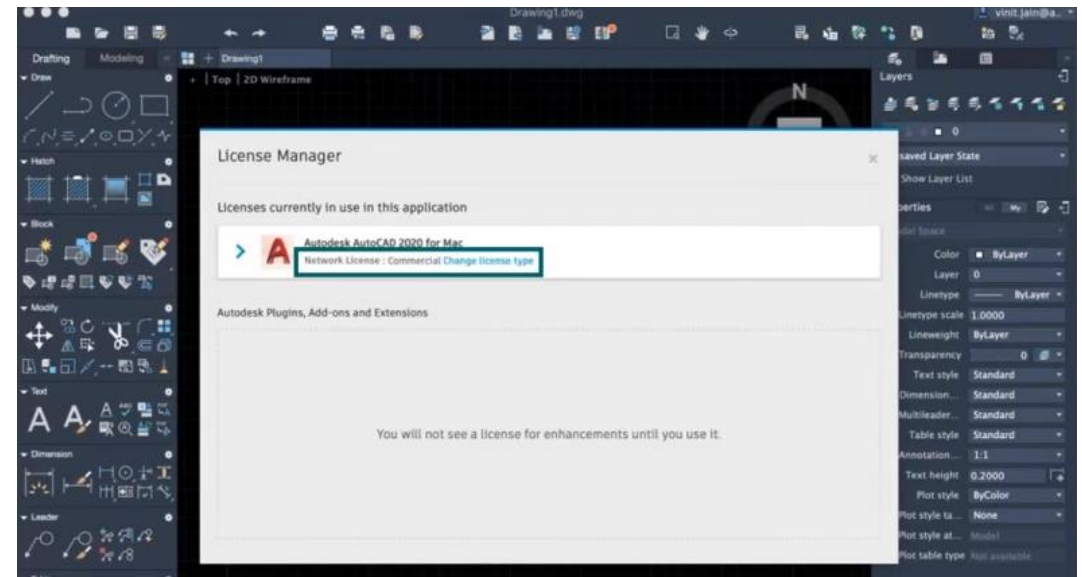 Drawing1.dwg
vinit.jain@a...
Drafting Modeling
Drawing1
Draw
+ | Top | 2D Wireframe
N
Layers
0
License Manager
Hatch
saved Layer State
Show Layer List
Licenses currently in use in this application
perties
My
Block
Autodesk AutoCAD 2020 for Mac
Network License : Commercial Change license type
Color ByLayer
Layer 0
Linetype ByLayer
Modify
Autodesk Plugins, Add-ons and Extensions
Linetype scale 1.0000
Lineweight ByLayer
Transparency 0
Text style Standard
Text
Dimension... Standard
Multileader... Standard
You will not see a license for enhancements until you use it.
Table style Standard
Dimension
Annotation... 1:1
Text height 0.2000
Plot style ByColor
Leader
Plot style ta... None
Plot style at... Model
Plot table type Not available